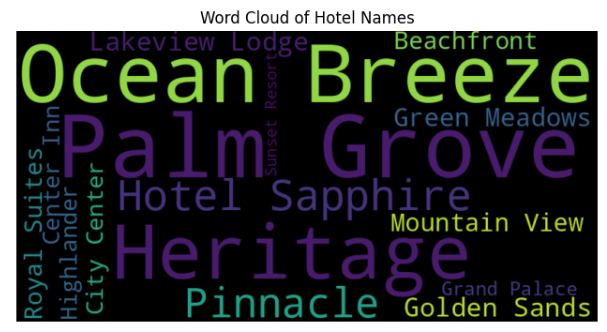 Word Cloud of Hotel Names
Lakeview Lodge
Beachfront
Ocean Breeze
Sunset Resort
Green Meadows
Palm Grove
Royal Suites
Center Inn
Highlander
City Center
Hotel Sapphire
Mountain View
Heritage
Grand Palace
Pinnacle
Golden Sands